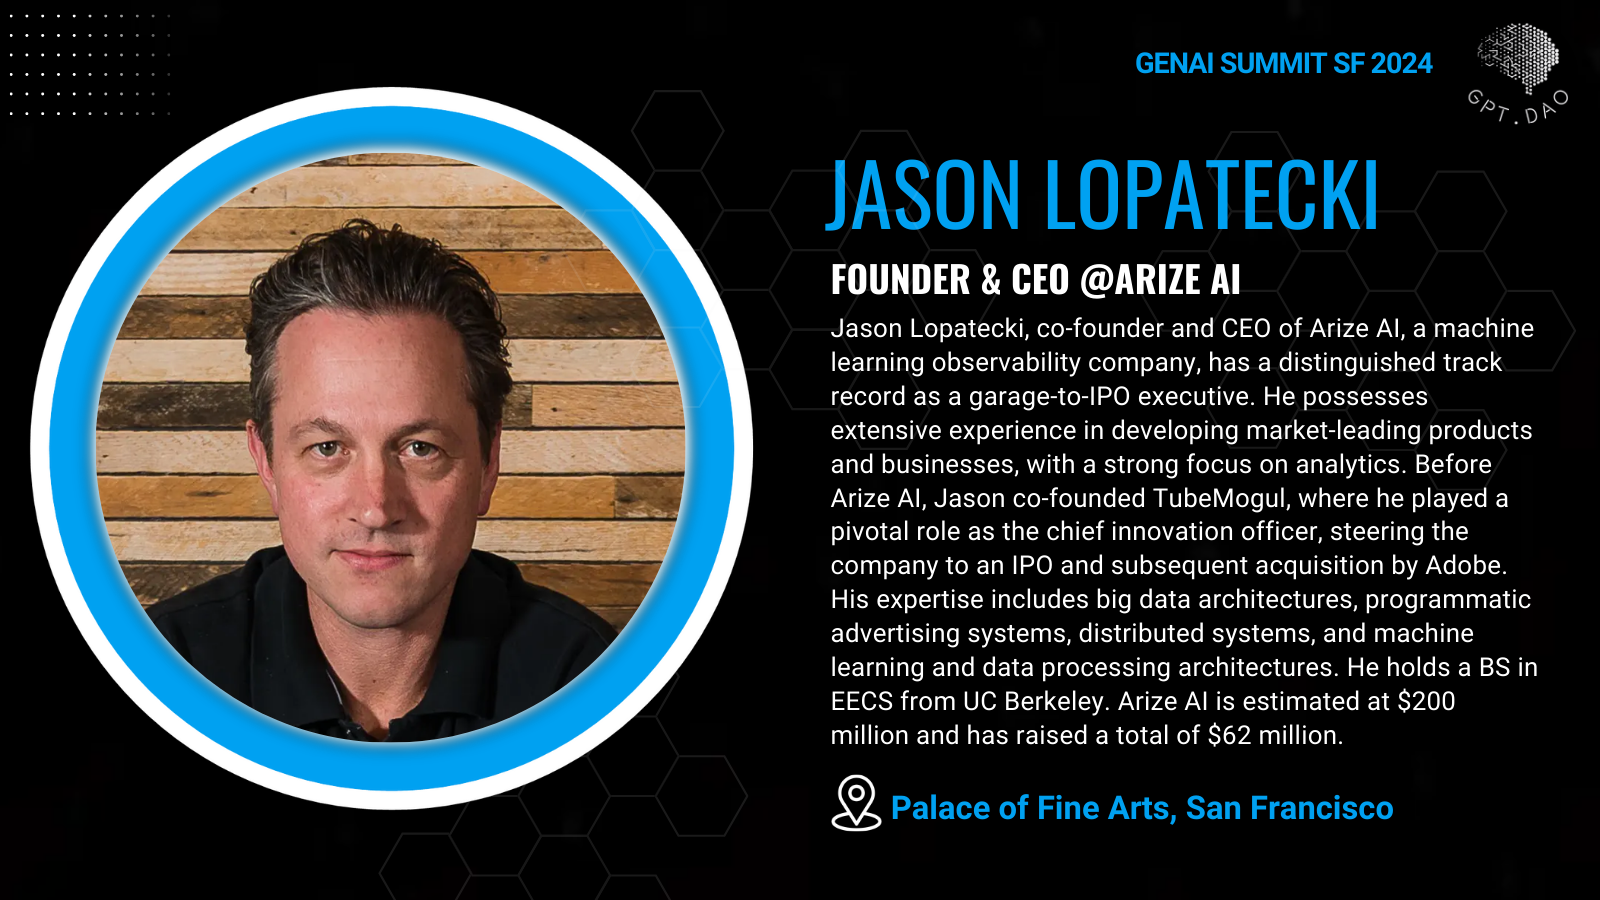 GENAI SUMMIT SF 2024
GPT.DAO
JASON LOPATECKI
FOUNDER & CEO @ARIZE AI
Jason Lopatecki, co-founder and CEO of Arize AI, a machine
learning observability company, has a distinguished track
record as a garage-to-IPO executive. He possesses
extensive experience in developing market-leading products
and businesses, with a strong focus on analytics. Before
Arize AI, Jason co-founded TubeMogul, where he played a
pivotal role as the chief innovation officer, steering the
company to an IPO and subsequent acquisition by Adobe.
His expertise includes big data architectures, programmatic
advertising systems, distributed systems, and machine
learning and data processing architectures. He holds a BS in
EECS from UC Berkeley. Arize AI is estimated at $200
million and has raised a total of $62 million.
Palace of Fine Arts, San Francisco